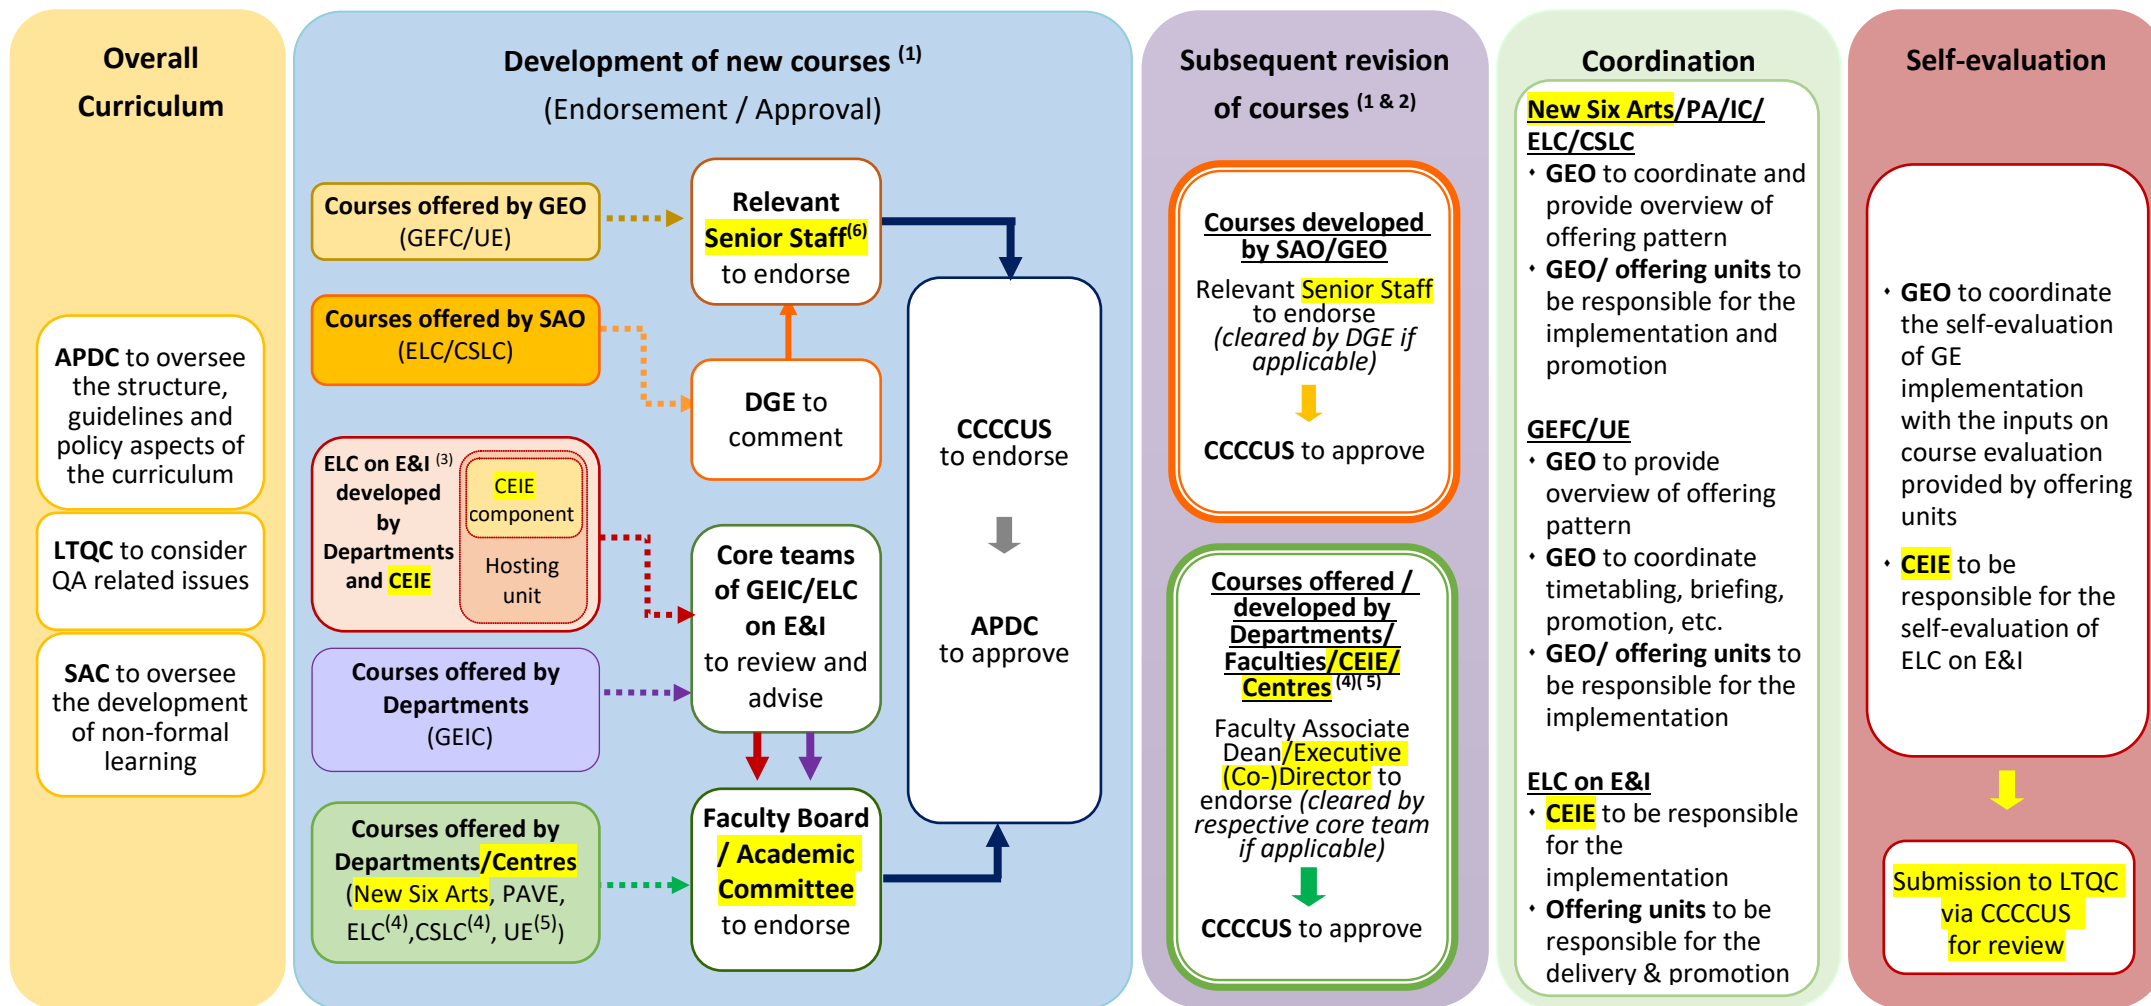 Overall
Curriculum
APDC to oversee
the structure,
guidelines and
policy aspects of
the curriculum
LTQC to consider
QA related issues
SAC to oversee
the development
of non-formal
learning
Development of new courses (1)
(Endorsement / Approval)
Courses offered by GEO
(GEFC/UE)
Courses offered by SAO
(ELC/CSLC)
ELC on E&I (3)
developed
by
Departments
and CEIE
CEIE
component
Hosting
unit
Courses offered by
Departments
(GEIC)
Courses offered by
Departments/Centres
(New Six Arts, PAVE,
ELC(4),CSLC(4), UE(5))
Relevant
Senior Staff(6)
to endorse
DGE to
comment
Core teams
of GEIC/ELC
on E&I
to review and
advise
Faculty Board
/ Academic
Committee
to endorse
CCCCUS
to endorse
APDC
to approve
Subsequent revision
of courses (1 & 2)
Courses developed
by SAO/GEO
Relevant Senior Staff
to endorse
(cleared by DGE if
applicable)
CCCCUS to approve
Courses offered /
developed by
Departments/
Faculties/CEIE/
Centres (4)( 5)
Faculty Associate
Dean/Executive
(Co-)Director to
endorse (cleared by
respective core team
if applicable)
CCCCUS to approve
Coordination
New Six Arts/PA/IC/
ELC/CSLC
• GEO to coordinate and
provide overview of
offering pattern
• GEO/ offering units to
be responsible for the
implementation and
promotion
GEFC/UE
• GEO to provide
overview of offering
pattern
• GEO to coordinate
timetabling, briefing,
promotion, etc.
• GEO/ offering units to
be responsible for the
implementation
ELC on E&I
• CEIE to be responsible
for the
implementation
• Offering units to be
responsible for the
delivery & promotion
Self-evaluation
• GEO to coordinate
the self-evaluation
of GE
implementation
with the inputs on
course evaluation
provided by offering
units
• CEIE to be
responsible for the
self-evaluation of
ELC on E&I
Submission to LTQC
via CCCCUS
for review